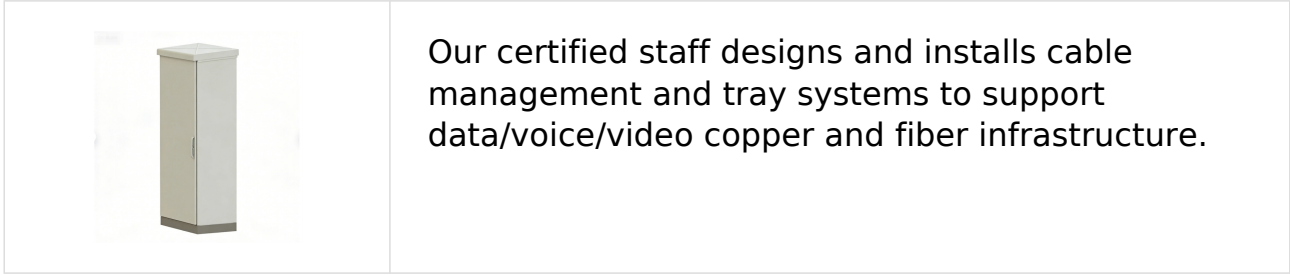 Our certified staff designs and installs cable
management and tray systems to support
data/voice/video copper and fiber infrastructure.